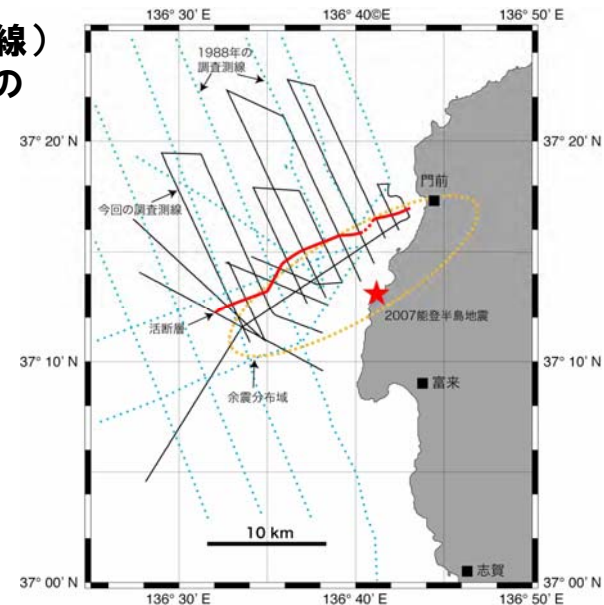 線）
の
136° 30' E
136° 40'©E
136° 50' E
1988年の
調査測線
37° 20' N
37° 20' N
門前
今回の調査測線
2007能登半島地震
活断層
37° 10' N
37° 10' N
富来
余震分布域
10 km
志賀
37° 00' N
37° 00' N
136° 30' E
136° 40' E
136° 50' E